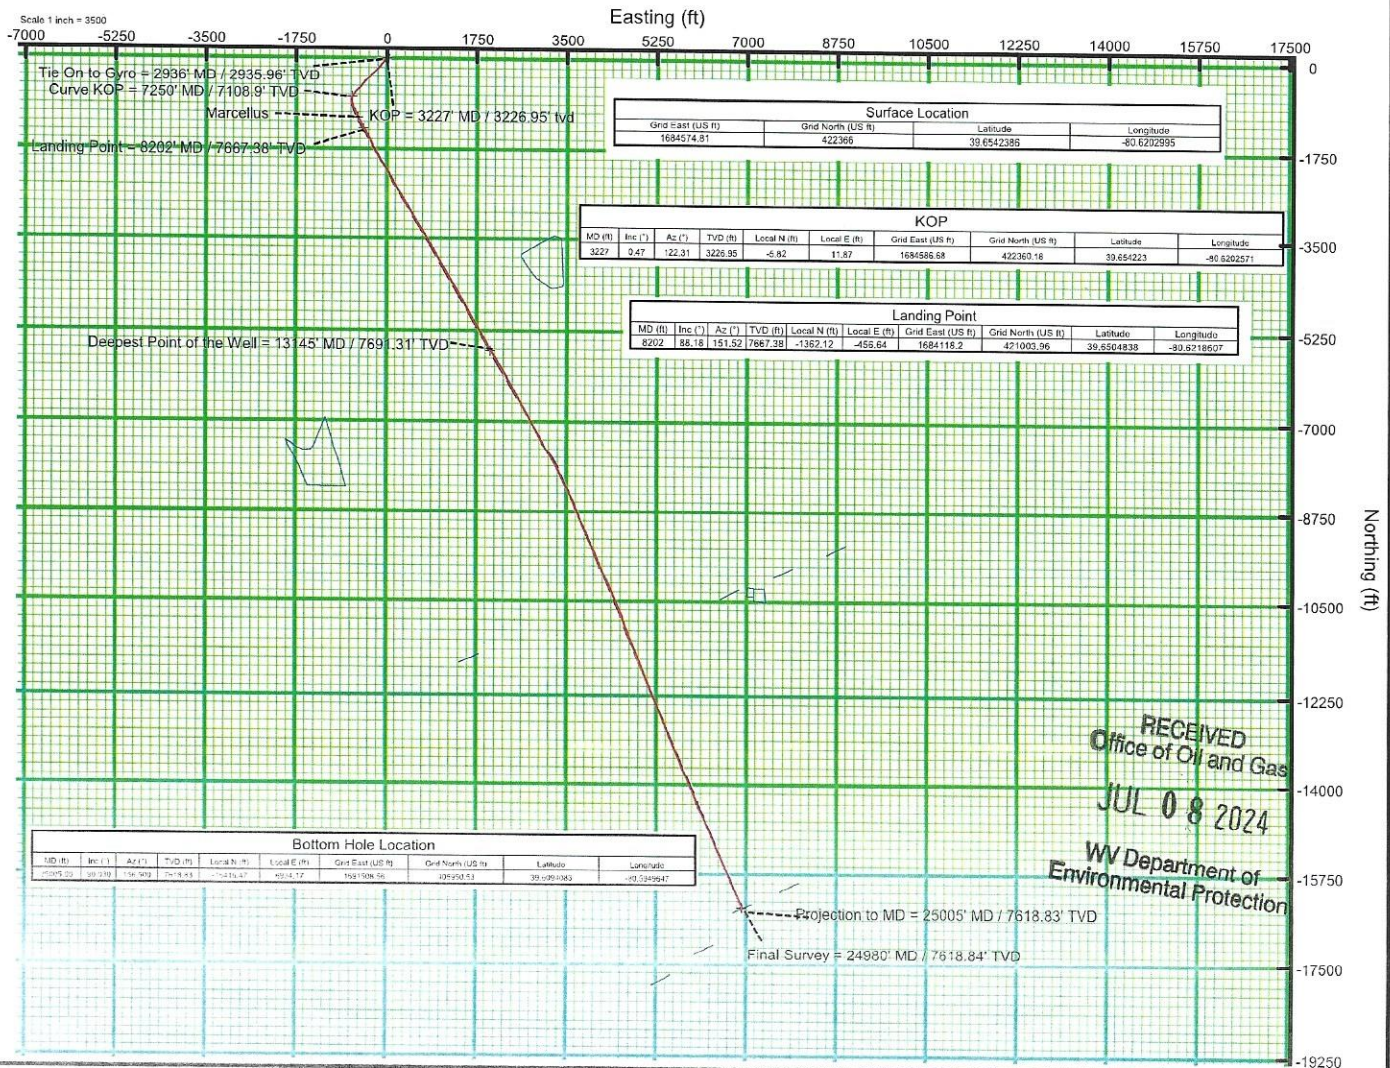 Easting (ft)
Scale 1 inch = 3500
-7000 -5250 -3500 -1750 0 1750 3500 5250 7000 8750 10500 12250 14000 15750 17500
0
Tie On to Gyro = 2936' MD / 2935.96' TVD
Curve KOP = 7250' MD / 7108.9' TVD
Marcellus
KOP = 3227' MD / 3226.95' tvd
Landing Point = 8202' MD / 7667.38' TVD
Surface Location
Grid East (US ft) Grid North (US ft) Latitude Longitude
1684574.81 422366 39.6542386 -80.6202995
-1750
KOP
MD (ft) Inc (°) Az (°) TVD (ft) Local N (ft) Local E (ft) Grid East (US ft) Grid North (US ft) Latitude Longitude
3227 0.47 122.31 3226.95 -5.82 11.87 1684586.68 422360.18 39.654223 -80.6202571
-3500
Landing Point
MD (ft) Inc (°) Az (°) TVD (ft) Local N (ft) Local E (ft) Grid East (US ft) Grid North (US ft) Latitude Longitude
8202 88.18 151.52 7667.38 -1362.12 -456.64 1684118.2 421003.96 39.6504838 -80.6218607
-5250
Deepest Point of the Well = 13145' MD / 7691.31' TVD
-7000
-8750
Northing (ft)
-10500
-12250
RECEIVED
Office of Oil and Gas
-14000
JUL 08 2024
WV Department of
Environmental Protection
-15750
Bottom Hole Location
MD (ft) Inc (°) Az (°) TVD (ft) Local N (ft) Local E (ft) Grid East (US ft) Grid North (US ft) Latitude Longitude
7618.83
Projection to MD = 25005' MD / 7618.83' TVD
Final Survey = 24980' MD / 7618.84' TVD
-17500
-19250